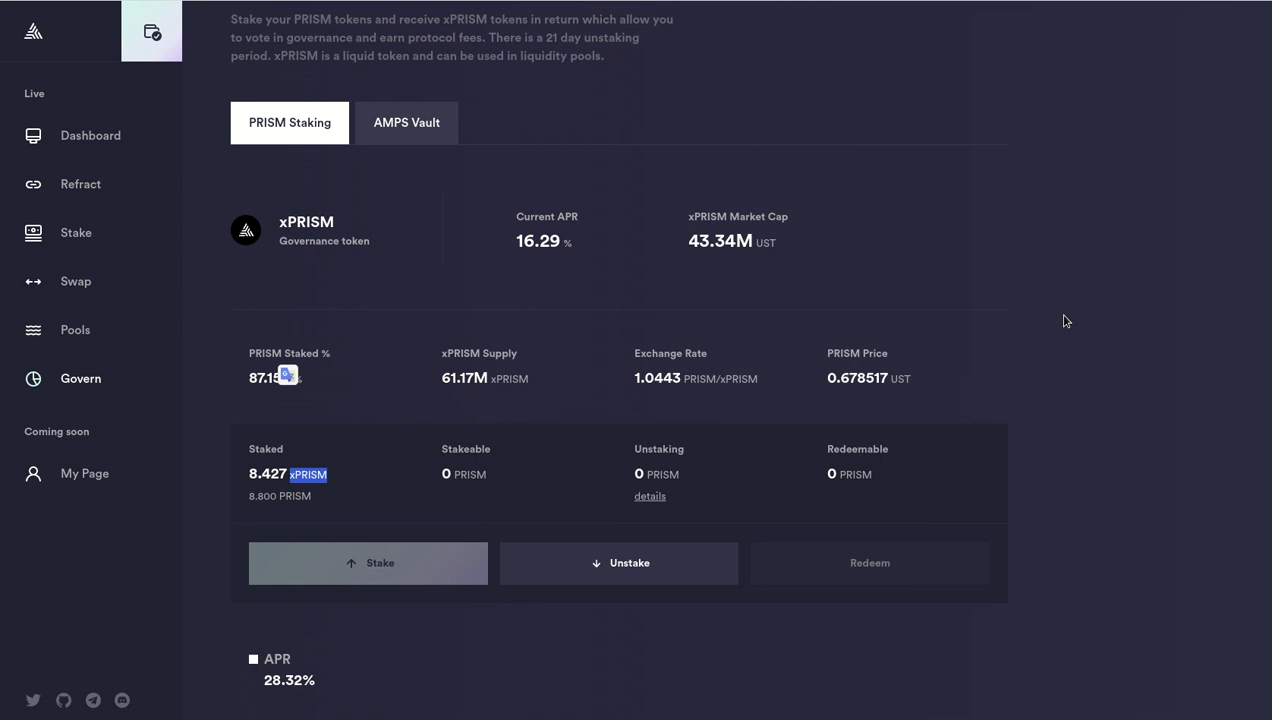 Stake your PRISM tokens and receive xPRISM tokens in return which allow you
to vote in governance and earn protocol fees. There is a 21 day unstaking
period. xPRISM is a liquid token and can be used in liquidity pools.
Live
Dashboard
Refract
Stake
Swap
Pools
Govern
Coming soon
My Page
PRISM Staking AMPS Vault
xPRISM
Governance token
Current APR
16.29 %
xPRISM Market Cap
43.34M UST
PRISM Staked %
%
xPRISM Supply
61.17M xPRISM
Exchange Rate
1.0443 PRISM/xPRISM
PRISM Price
0.678517 UST
Staked
8.427 xPRISM
8.800 PRISM
Stakeable
0 PRISM
Unstaking
0 PRISM
details
Redeemable
0 PRISM
Stake
Unstake
Redeem
APR
28.32%